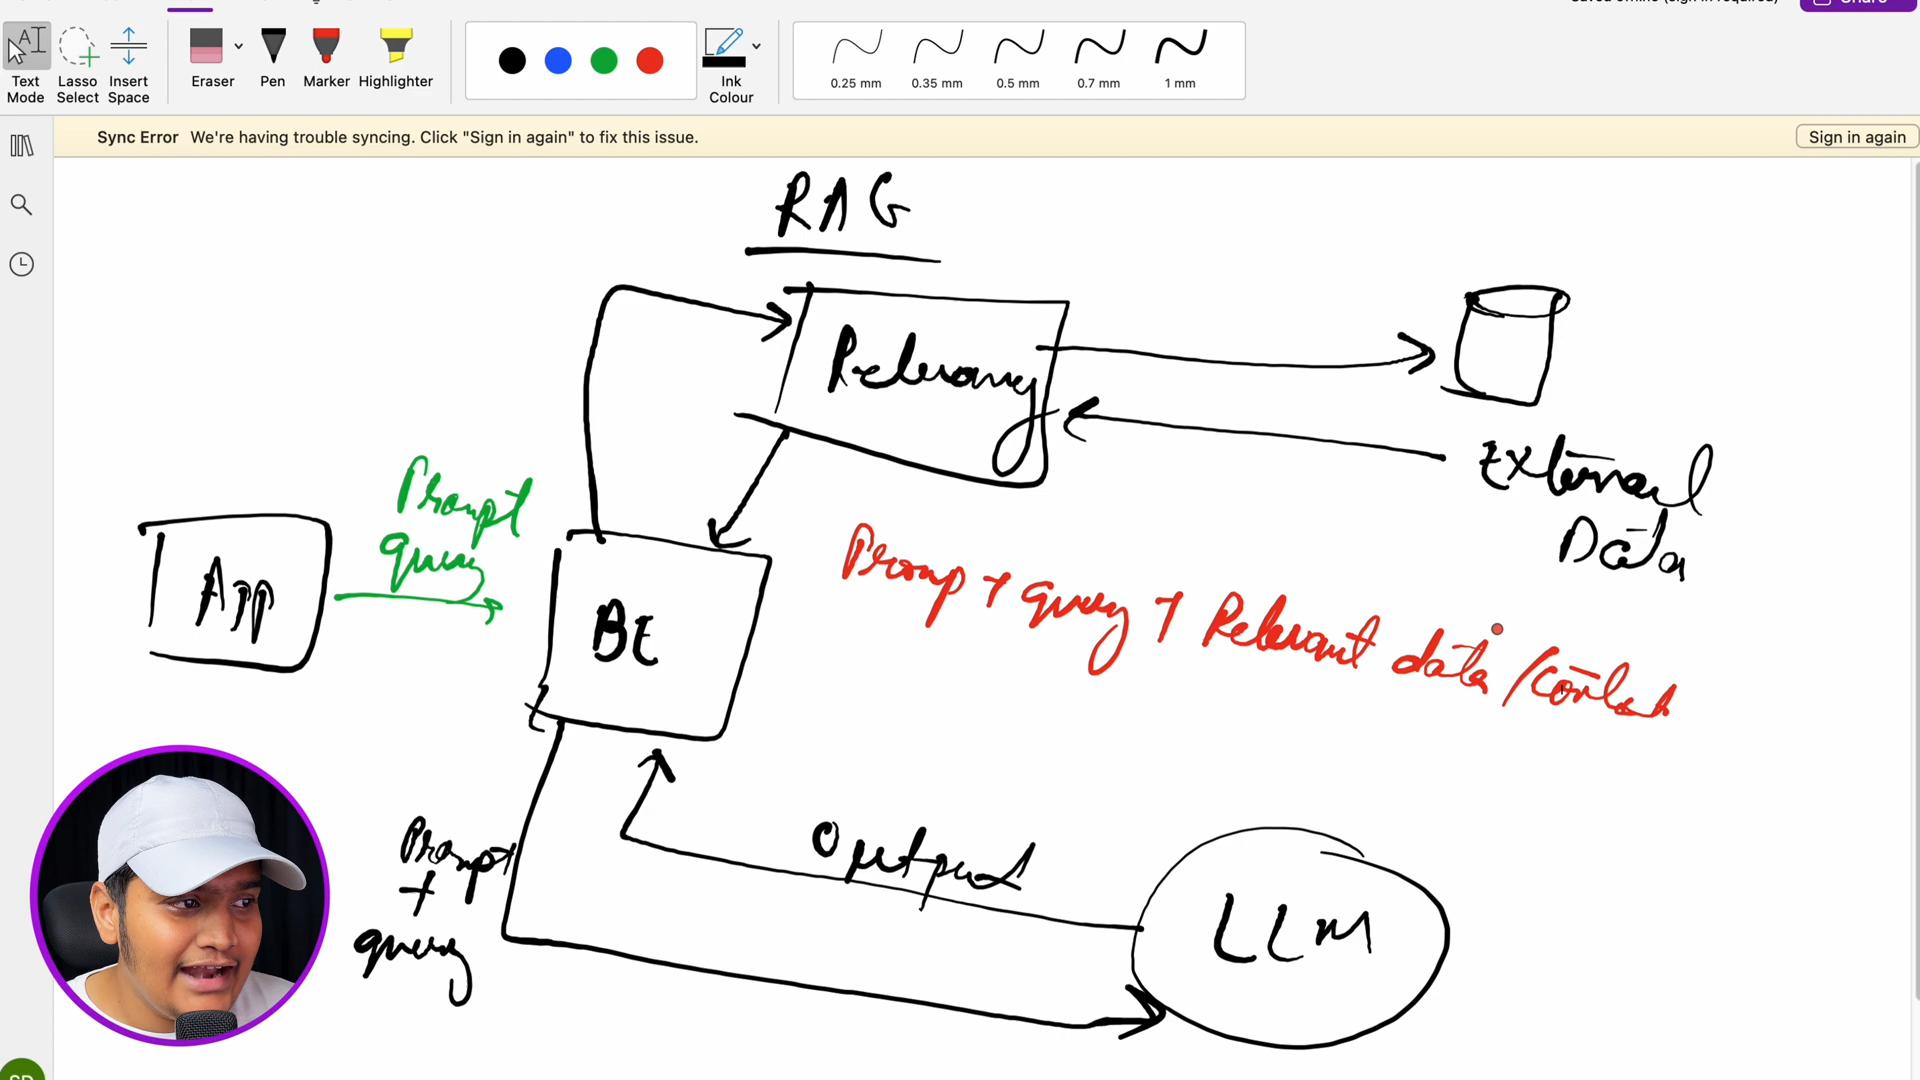 Text
Mode
Lasso
Select
Insert
Space
Eraser
Pen
Marker
Highlighter
Ink
Colour
0.25 mm
0.35 mm
0.5 mm
0.7 mm
1 mm
Share
Sync Error We're having trouble syncing. Click "Sign in again" to fix this issue.
Sign in again
RAG
Relevancy
External
Data
Prompt
query
App
BE
Promp + query + Relevant data /
Prompt
+
query
Output
LLM